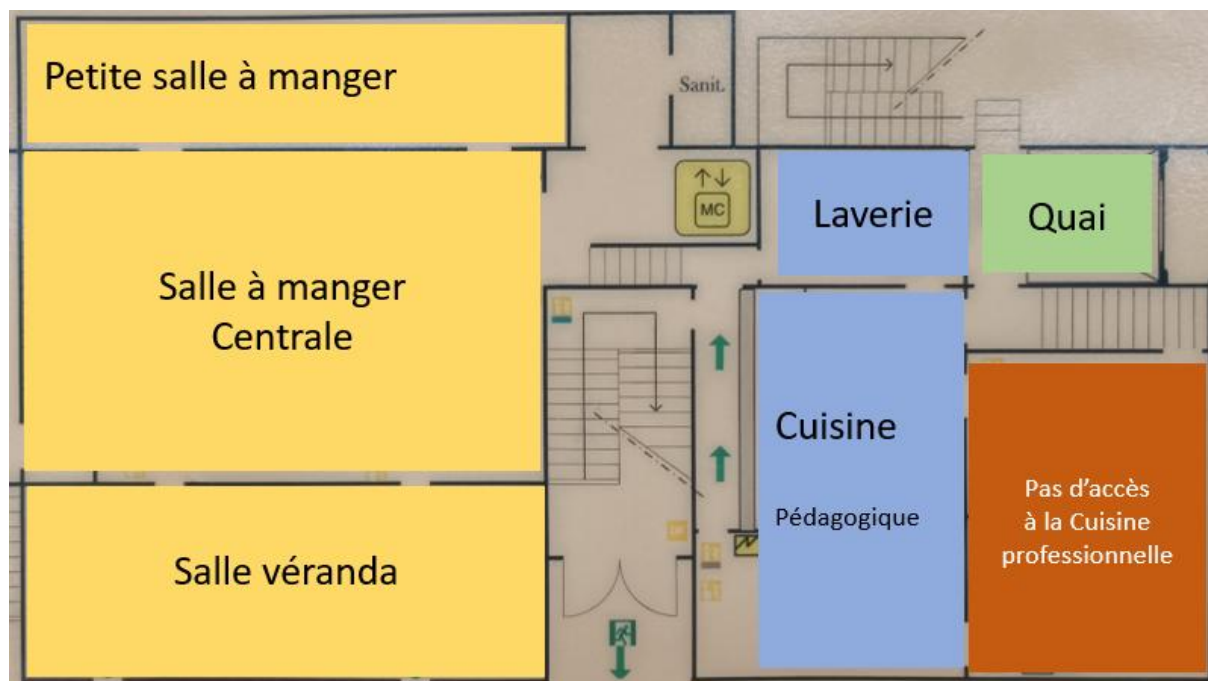 Petite salle à manger
Sanit.
MC
Laverie
Quai
Salle à manger
Centrale
Cuisine
Pédagogique
Pas d'accès
à la Cuisine
professionnelle
Salle véranda